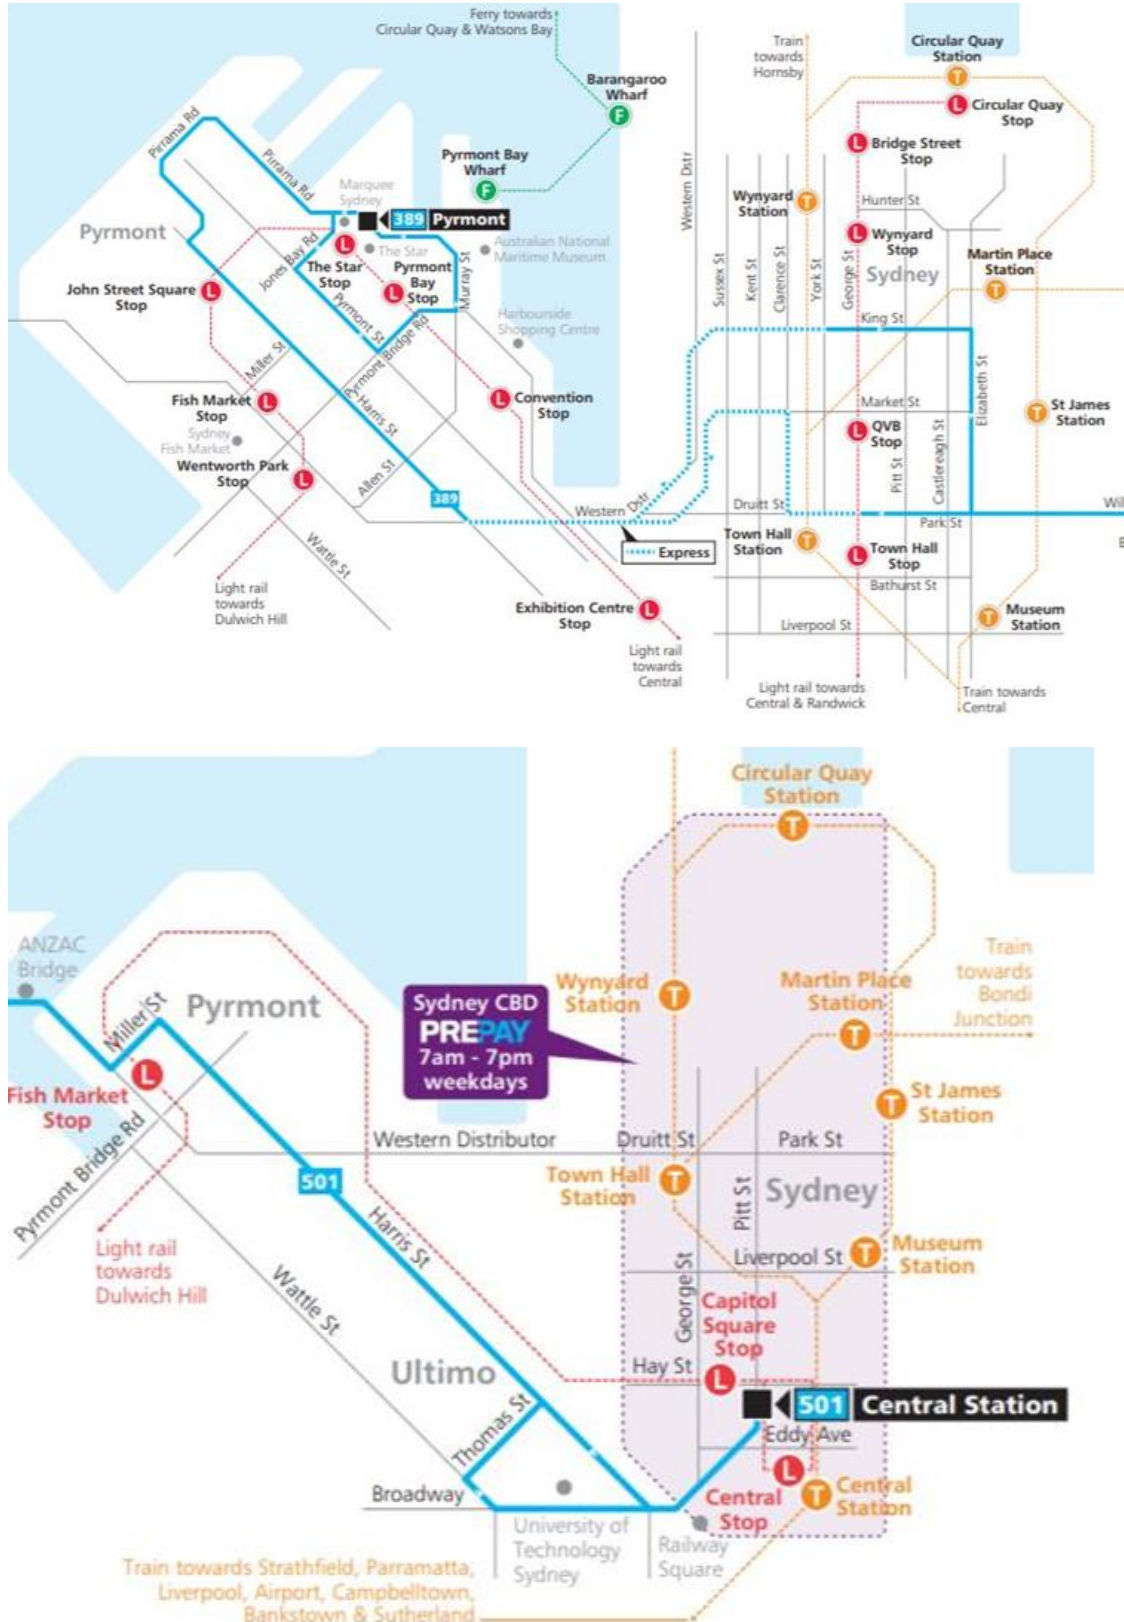 Ferry towards
Circular Quay & Watsons Bay
Train
towards
Hornsby
Circular Quay
Station
T
Barangaroo
Wharf
F
L
Circular Quay
Stop
Pirrama Rd
Pirrama Rd
Western Dstr
L
Bridge Street
Stop
Pyrmont Bay
Wharf
F
Marquee
Sydney
Wynyard
Station
T
Hunter St
389 Pyrmont
Pyrmont
Jones Bay Rd
L
The Star
Stop
The Star
Australian National
Maritime Museum
L
Wynyard
Stop
Sydney
Martin Place
Station
T
Sussex St
Kent St
Clarence St
York St
George St
John Street Square
Stop
L
Pyrmont
Bay
Stop
L
Murray St
Pyrmont St
Harbourside
Shopping Centre
King St
Miller St
Pyrmont Bridge Rd
Elizabeth St
Fish Market
Stop
L
Harris St
L
Convention
Stop
Market St
St James
Station
T
Sydney
Fish Market
L
QVB
Stop
Wentworth Park
Stop
L
Allen St
Pitt St
Castlereagh St
389
Western Dstr
Druitt St
Park St
Wil
B
Wattle St
Express
Town Hall
Station
T
L
Town Hall
Stop
Bathurst St
Light rail
towards
Dulwich Hill
Exhibition Centre
Stop
L
Liverpool St
T
Museum
Station
Light rail
towards
Central
Light rail towards
Central & Randwick
Train towards
Central
Circular Quay
Station
T
ANZAC
Bridge
Train
towards
Bondi
Junction
Miller St
Pyrmont
Sydney CBD
PREPAY
7am - 7pm
weekdays
Wynyard
Station
T
Martin Place
Station
T
Fish Market
Stop
L
St James
Station
T
Pyrmont Bridge Rd
Western Distributor
Druitt St
Park St
501
Town Hall
Station
T
Pitt St
Sydney
Harris St
Light rail
towards
Dulwich Hill
Wattle St
George St
Liverpool St
T
Museum
Station
Capitol
Square
Stop
L
Ultimo
Hay St
501 Central Station
Thomas St
Eddy Ave
Broadway
L
Central
Stop
T
Central
Station
University of
Technology
Sydney
Railway
Square
Train towards Strathfield, Parramatta,
Liverpool, Airport, Campbelltown,
Bankstown & Sutherland